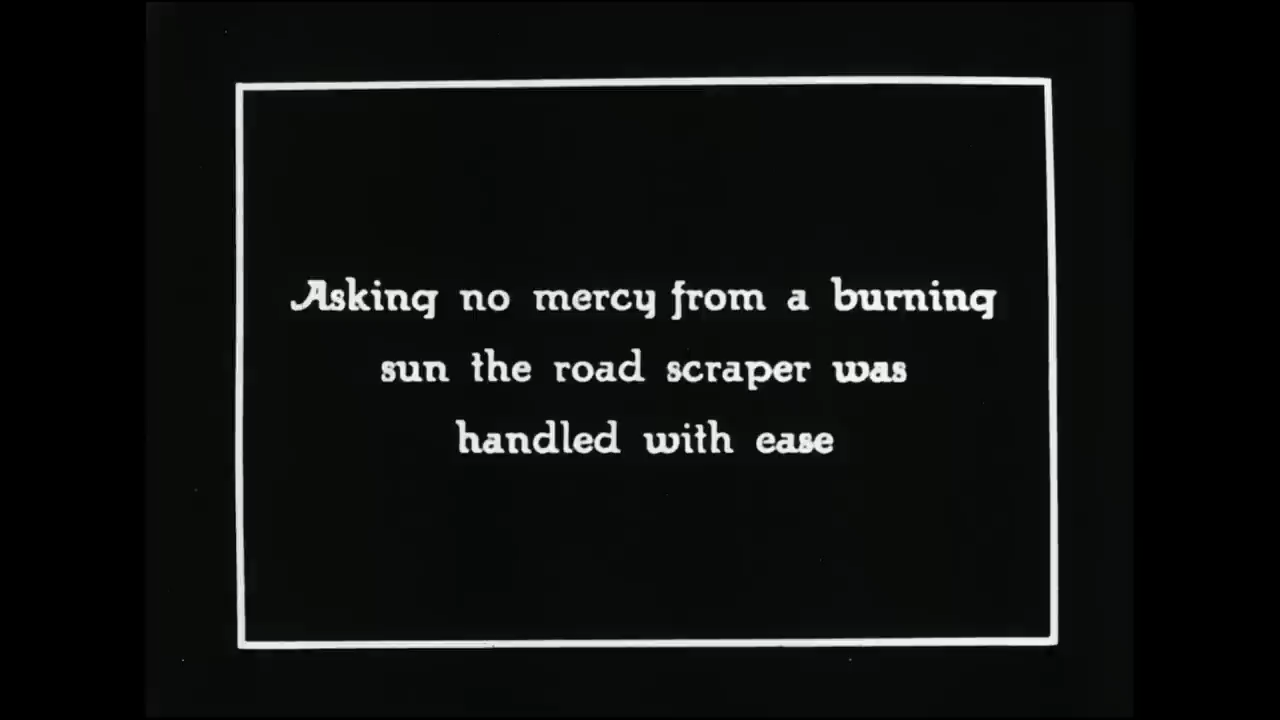 Asking no mercy from a burning
sun the road scraper was
handled with ease